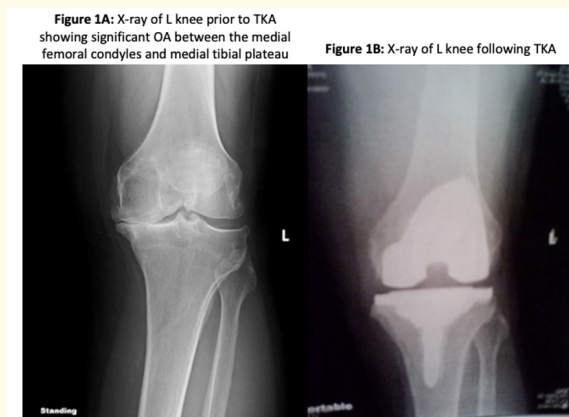 Figure 1A: X-ray of L knee prior to TKA
showing significant OA between the medial
femoral condyles and medial tibial plateau
Figure 1B: X-ray of L knee following TKA
L
L
Standing